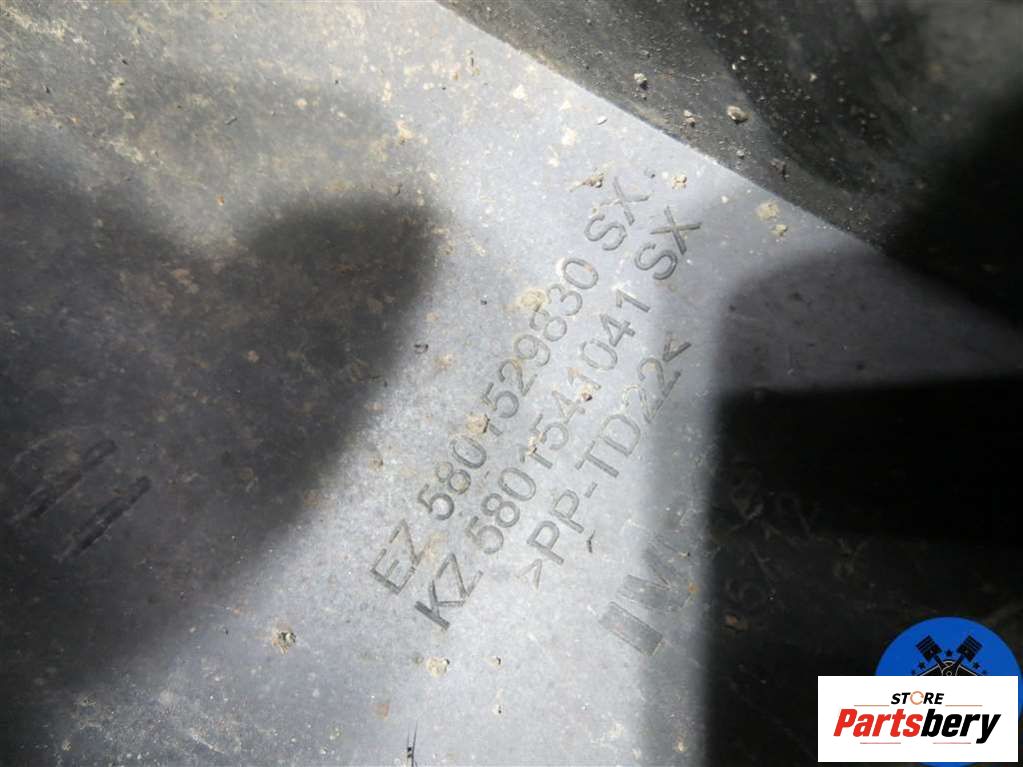 EZ 5801529830 SX
KZ 5801541041 SX
>PP-TD22<
STORE
Partsbery